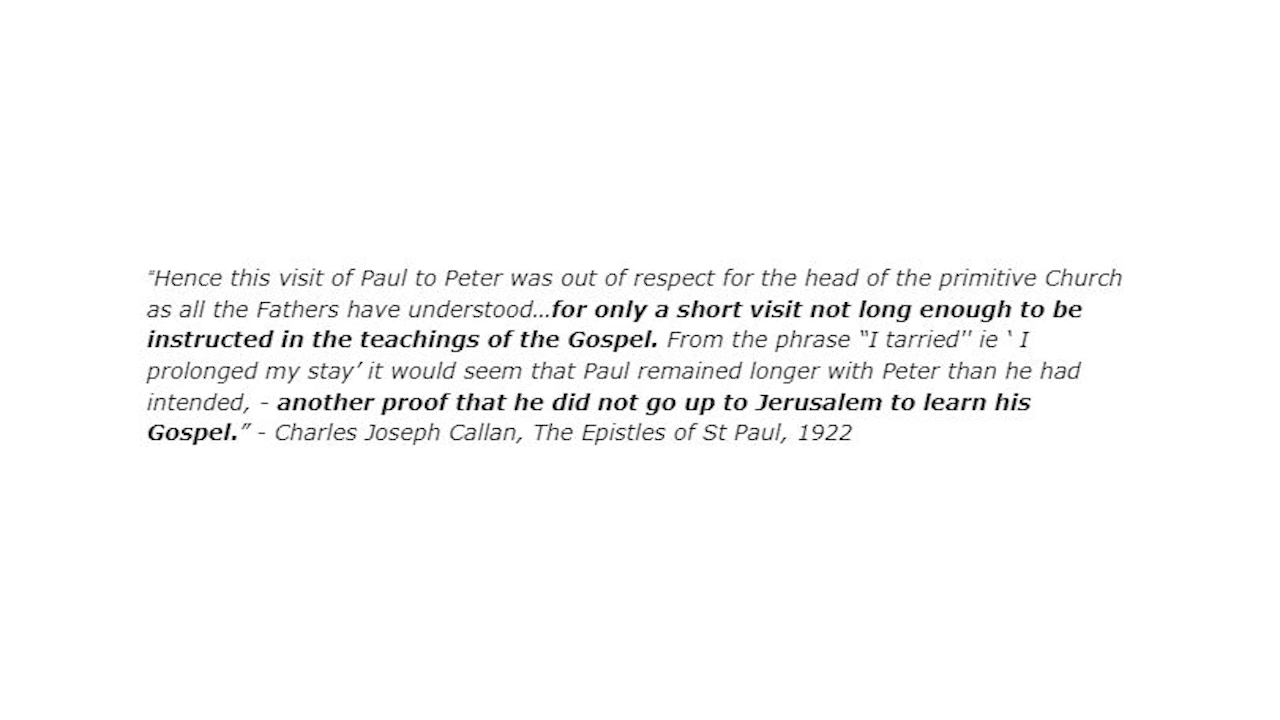 "Hence this visit of Paul to Peter was out of respect for the head of the primitive Church
as all the Fathers have understood...for only a short visit not long enough to be
instructed in the teachings of the Gospel. From the phrase "I tarried" ie ‘ I
prolonged my stay’ it would seem that Paul remained longer with Peter than he had
intended, - another proof that he did not go up to Jerusalem to learn his
Gospel.” - Charles Joseph Callan, The Epistles of St Paul, 1922